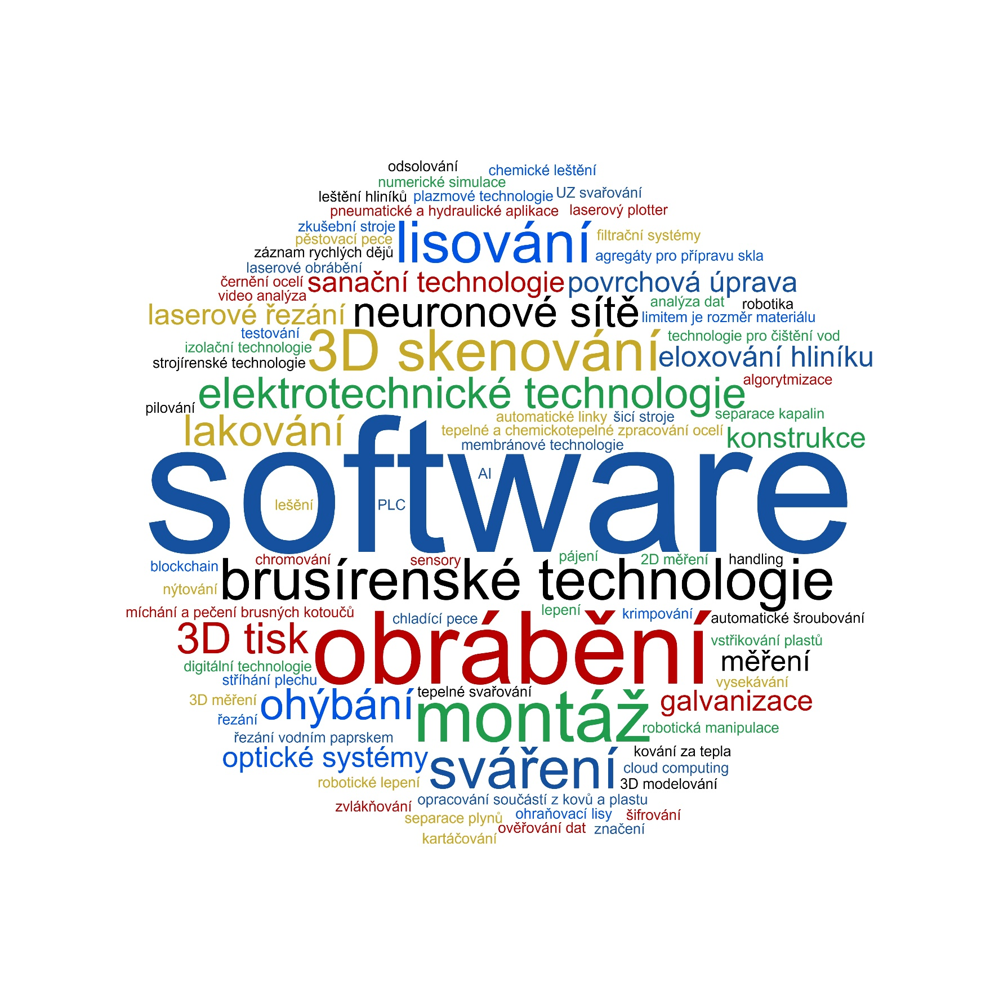 odsolování
chemické leštění
numerické simulace
leštění hliníků
plazmové technologie
UZ svařování
pneumatické a hydraulické aplikace
laserový plotter
zkušební stroje
lisování
filtrační systémy
pěstovací pece
záznam rychlých dějů
agregáty pro přípravu skla
laserové obrábění
černění ocelí
sanační technologie
povrchová úprava
video analýza
laserové řezání
neuronové sítě
analýza dat
robotika
limitem je rozměr materiálu
testování
3D skenování
technologie pro čištění vod
izolační technologie
eloxování hliníku
strojírenské technologie
algorytmizace
elektrotechnické technologie
pilování
separace kapalin
automatické linky
šicí stroje
lakování
tepelné a chemickotepelné zpracování ocelí
konstrukce
membránové technologie
software
AI
lešění
PLC
blockchain
chromování
sensory
pájení
2D měření
handling
brusírenské technologie
nýtování
míchání a pečení brusných kotoučů
chladící pece
lepení
krimpování
automatické šroubování
3D tisk
obrábění
vstřikování plastů
měření
digitální technologie
stříhání plechu
vysekávání
tepelné svařování
3D měření
ohýbání
montáž
galvanizace
řezání
robotická manipulace
řezání vodním paprskem
optické systémy
sváření
kování za tepla
cloud computing
robotické lepení
3D modelování
zvlákňování
opracování součástí z kovů a plastu
separace plynů
ohraňovací lisy
šifrování
ověřování dat
značení
kartáčování